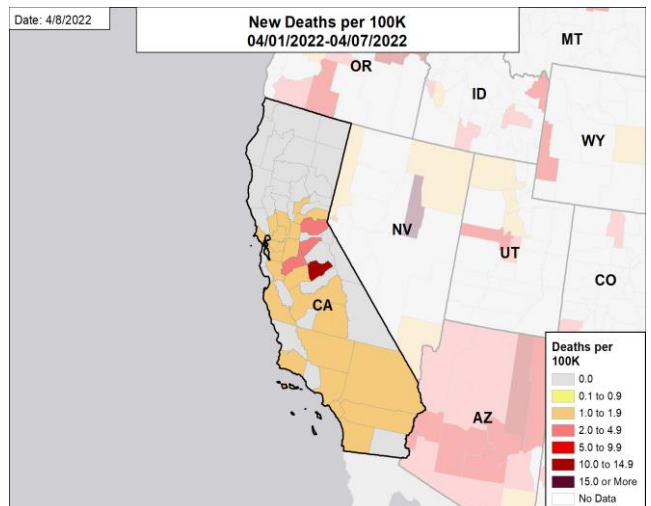 Date: 4/8/2022
New Deaths per 100K
04/01/2022-04/07/2022
MT
OR
ID
WY
NV
UT
CO
CA
AZ
Deaths per
100K
0.0
0.1 to 0.9
1.0 to 1.9
2.0 to 4.9
5.0 to 9.9
10.0 to 14.9
15.0 or More
No Data